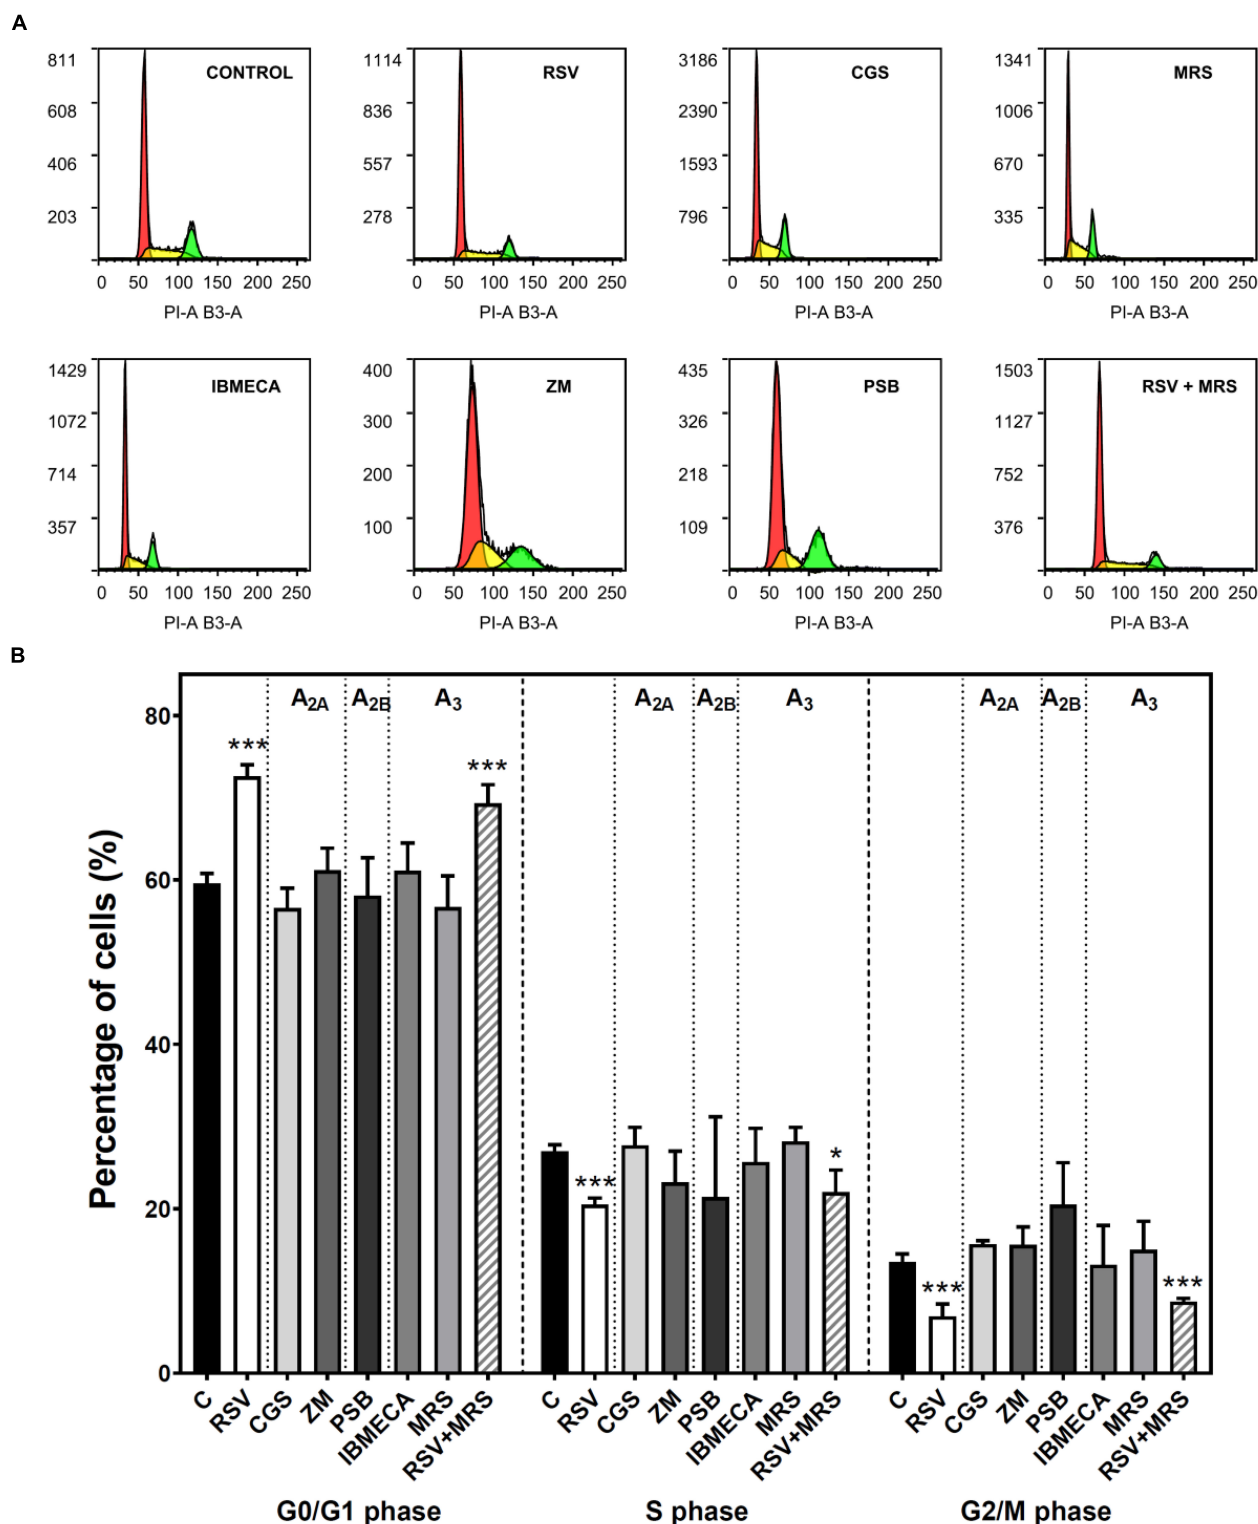 A
811 608 406 203 CONTROL 0 50 100 150 200 250 PI-A B3-A
1114 836 557 278 RSV 0 50 100 150 200 250 PI-A B3-A
3186 2390 1593 796 CGS 0 50 100 150 200 250 PI-A B3-A
1341 1006 670 335 MRS 0 50 100 150 200 250 PI-A B3-A
1429 1072 714 357 IBMECA 0 50 100 150 200 250 PI-A B3-A
400 300 200 100 ZM 0 50 100 150 200 250 PI-A B3-A
435 326 218 109 PSB 0 50 100 150 200 250 PI-A B3-A
1503 1127 752 376 RSV + MRS 0 50 100 150 200 250 PI-A B3-A
B
A2A A2B A3 A2A A2B A3 A2A A2B A3
*** *** *** * *** ***
Percentage of cells (%)
80
60
40
20
0
C RSV CGS ZM PSB IBMECA MRS RSV+MRS C RSV CGS ZM PSB IBMECA MRS RSV+MRS C RSV CGS ZM PSB IBMECA MRS RSV+MRS
G0/G1 phase S phase G2/M phase